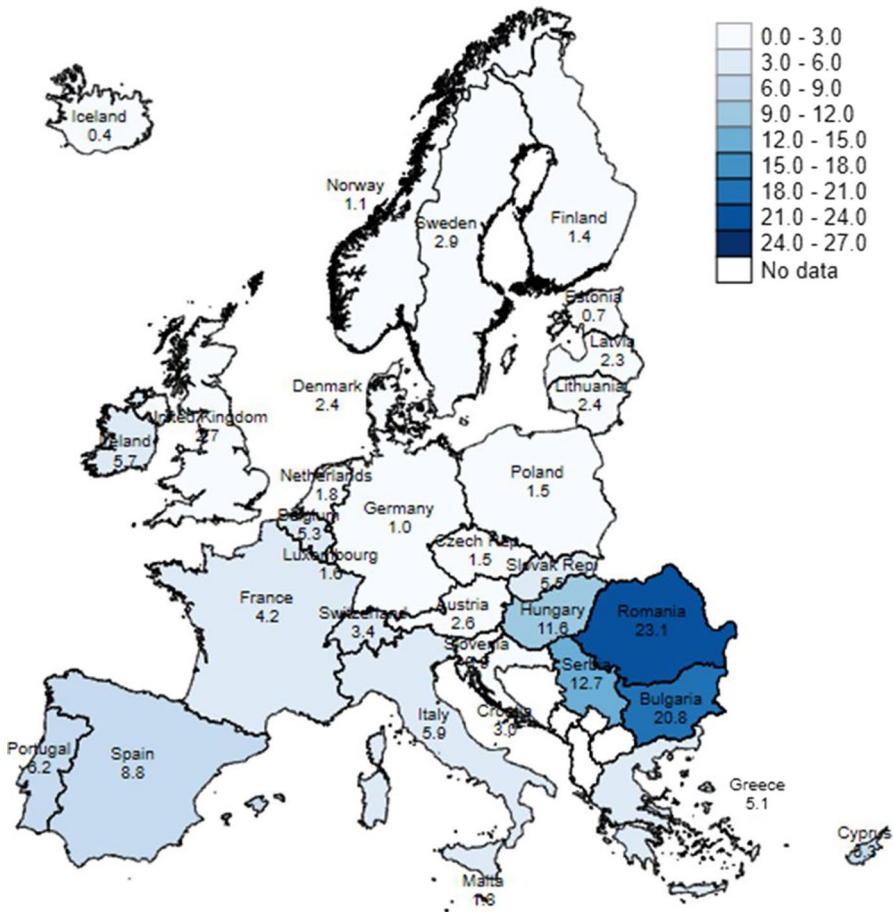 0.0 - 3.0
3.0 - 6.0
6.0 - 9.0
9.0 - 12.0
12.0 - 15.0
15.0 - 18.0
18.0 - 21.0
21.0 - 24.0
24.0 - 27.0
No data
Iceland
0.4
Norway
1.1
Sweden
2.9
Finland
1.4
Estonia
0.7
Latvia
2.3
Lithuania
2.4
Denmark
2.4
United Kingdom
Ireland
5.7
Netherlands
1.8
Belgium
5.3
Luxembourg
1.6
Germany
1.0
Poland
1.5
Czech Rep.
1.5
Slovak Rep.
5.5
France
4.2
Switzerland
3.4
Austria
2.6
Hungary
11.6
Romania
23.1
Slovenia
Serbia
12.7
Croatia
3.0
Bulgaria
20.8
Italy
5.9
Portugal
6.2
Spain
8.8
Greece
5.1
Cyprus
Malta